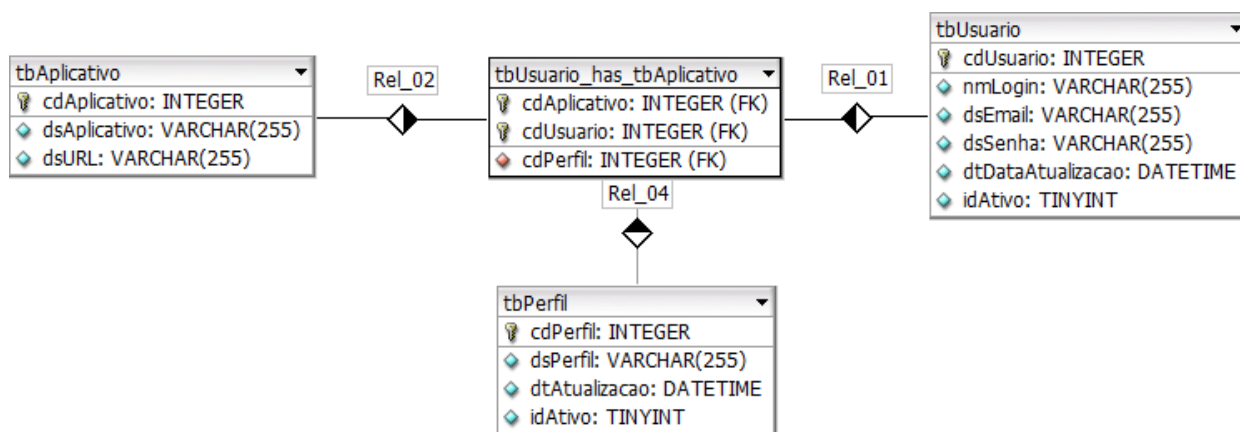 tbAplicativo
cdAplicativo: INTEGER
dsAplicativo: VARCHAR(255)
dsURL: VARCHAR(255)
Rel_02
tbUsuario_has_tbAplicativo
cdAplicativo: INTEGER (FK)
cdUsuario: INTEGER (FK)
cdPerfil: INTEGER (FK)
Rel_01
tbUsuario
cdUsuario: INTEGER
nmLogin: VARCHAR(255)
dsEmail: VARCHAR(255)
dsSenha: VARCHAR(255)
dtDataAtualizacao: DATETIME
idAtivo: TINYINT
Rel_04
tbPerfil
cdPerfil: INTEGER
dsPerfil: VARCHAR(255)
dtAtualizacao: DATETIME
idAtivo: TINYINT